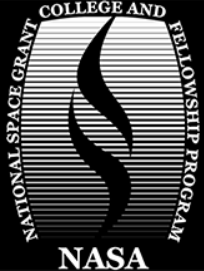 NATIONAL SPACE GRANT COLLEGE AND FELLOWSHIP PROGRAM
NASA